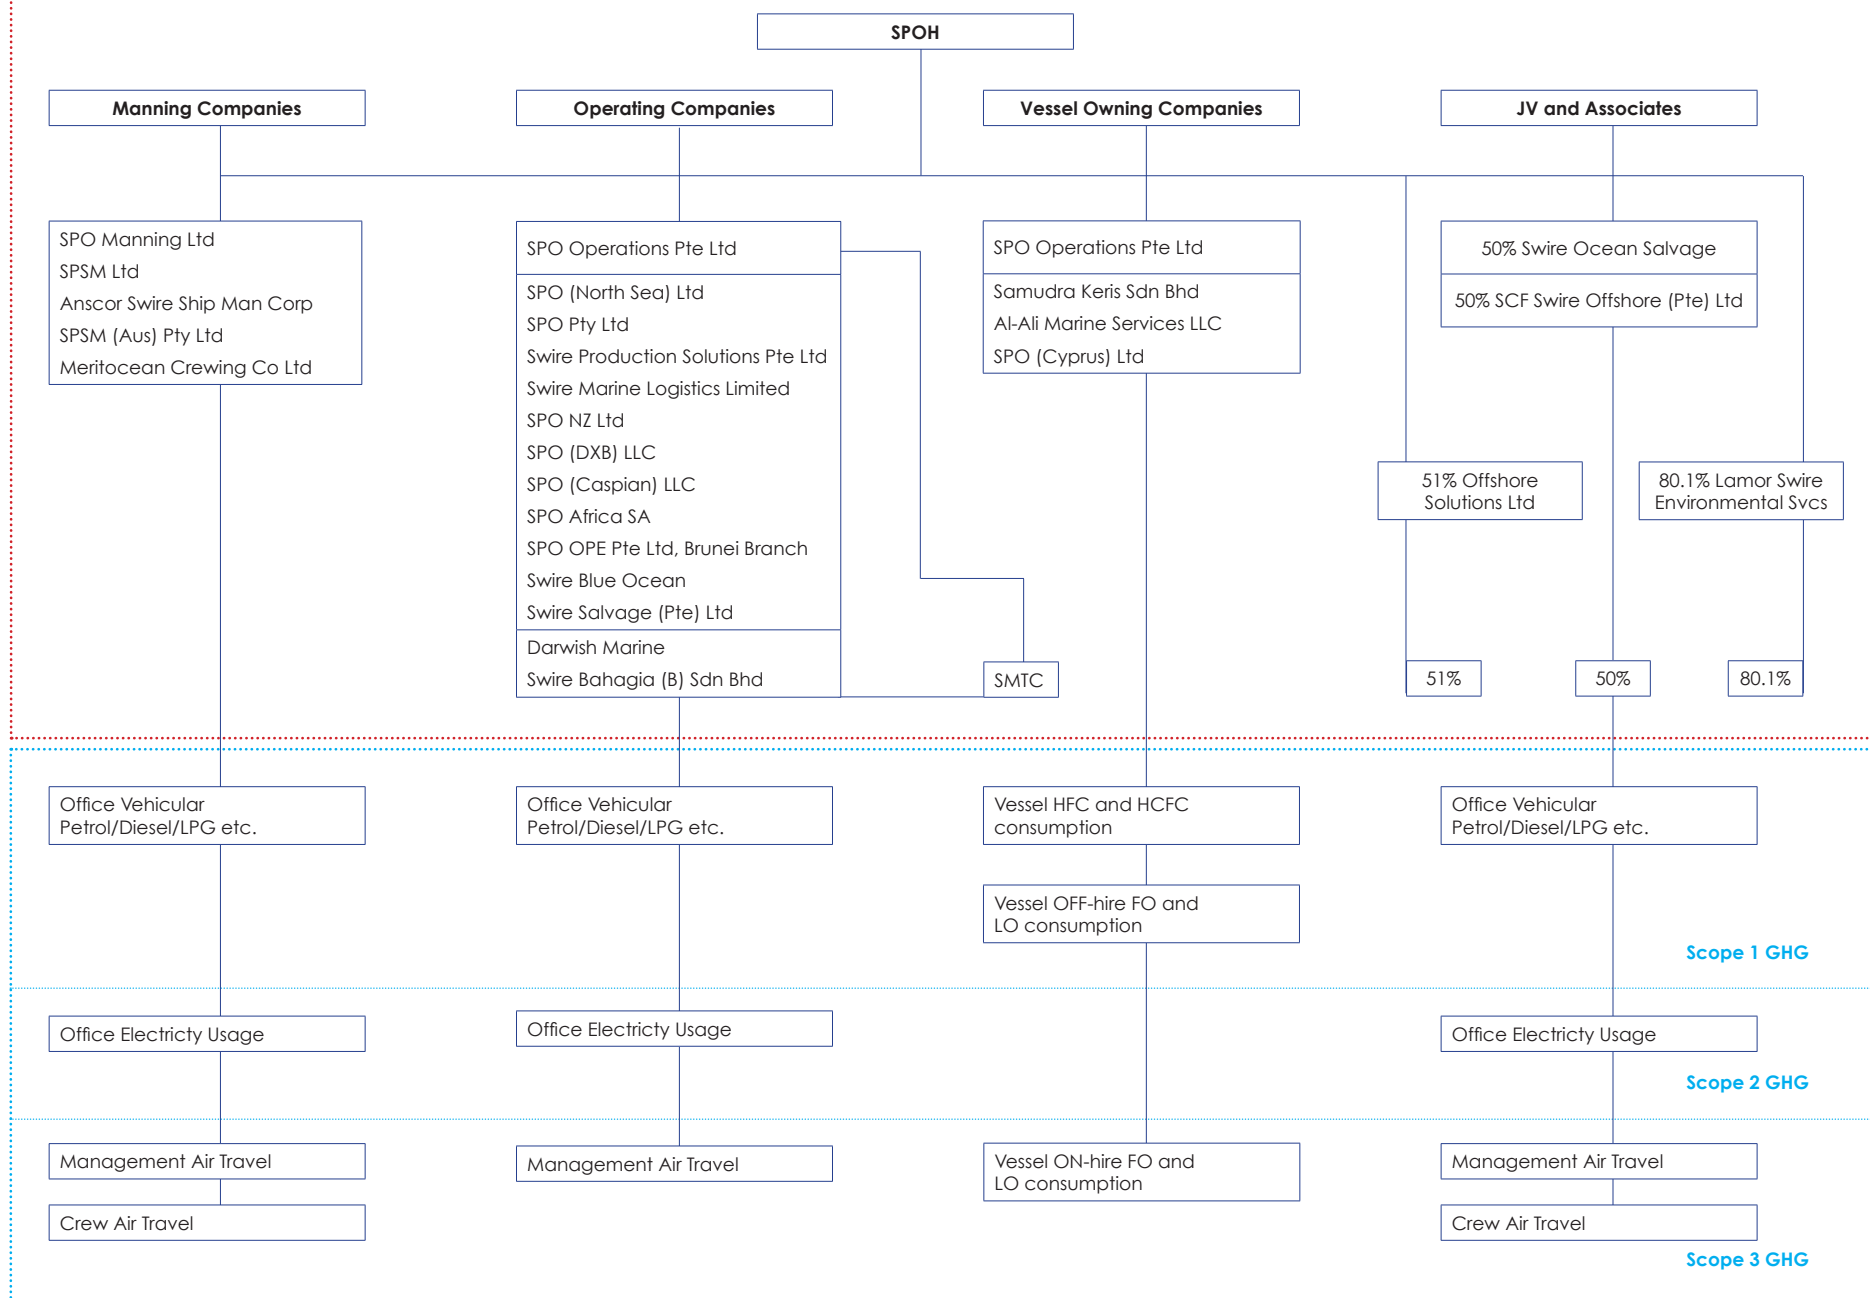 SPOH
Manning Companies
Operating Companies
Vessel Owning Companies
JV and Associates
SPO Manning Ltd
SPSM Ltd
Anscor Swire Ship Man Corp
SPSM (Aus) Pty Ltd
Meritocean Crewing Co Ltd
SPO Operations Pte Ltd
SPO (North Sea) Ltd
SPO Pty Ltd
Swire Production Solutions Pte Ltd
Swire Marine Logistics Limited
SPO NZ Ltd
SPO (DXB) LLC
SPO (Caspian) LLC
SPO Africa SA
SPO OPE Pte Ltd, Brunei Branch
Swire Blue Ocean
Swire Salvage (Pte) Ltd
Darwish Marine
Swire Bahagia (B) Sdn Bhd
SMTC
SPO Operations Pte Ltd
Samudra Keris Sdn Bhd
Al-Ali Marine Services LLC
SPO (Cyprus) Ltd
50% Swire Ocean Salvage
50% SCF Swire Offshore (Pte) Ltd
51% Offshore
Solutions Ltd
80.1% Lamor Swire
Environmental Svcs
51%
50%
80.1%
Office Vehicular
Petrol/Diesel/LPG etc.
Office Vehicular
Petrol/Diesel/LPG etc.
Vessel HFC and HCFC
consumption
Office Vehicular
Petrol/Diesel/LPG etc.
Vessel OFF-hire FO and
LO consumption
Scope 1 GHG
Office Electricty Usage
Office Electricty Usage
Office Electricty Usage
Scope 2 GHG
Management Air Travel
Management Air Travel
Vessel ON-hire FO and
LO consumption
Management Air Travel
Crew Air Travel
Crew Air Travel
Scope 3 GHG